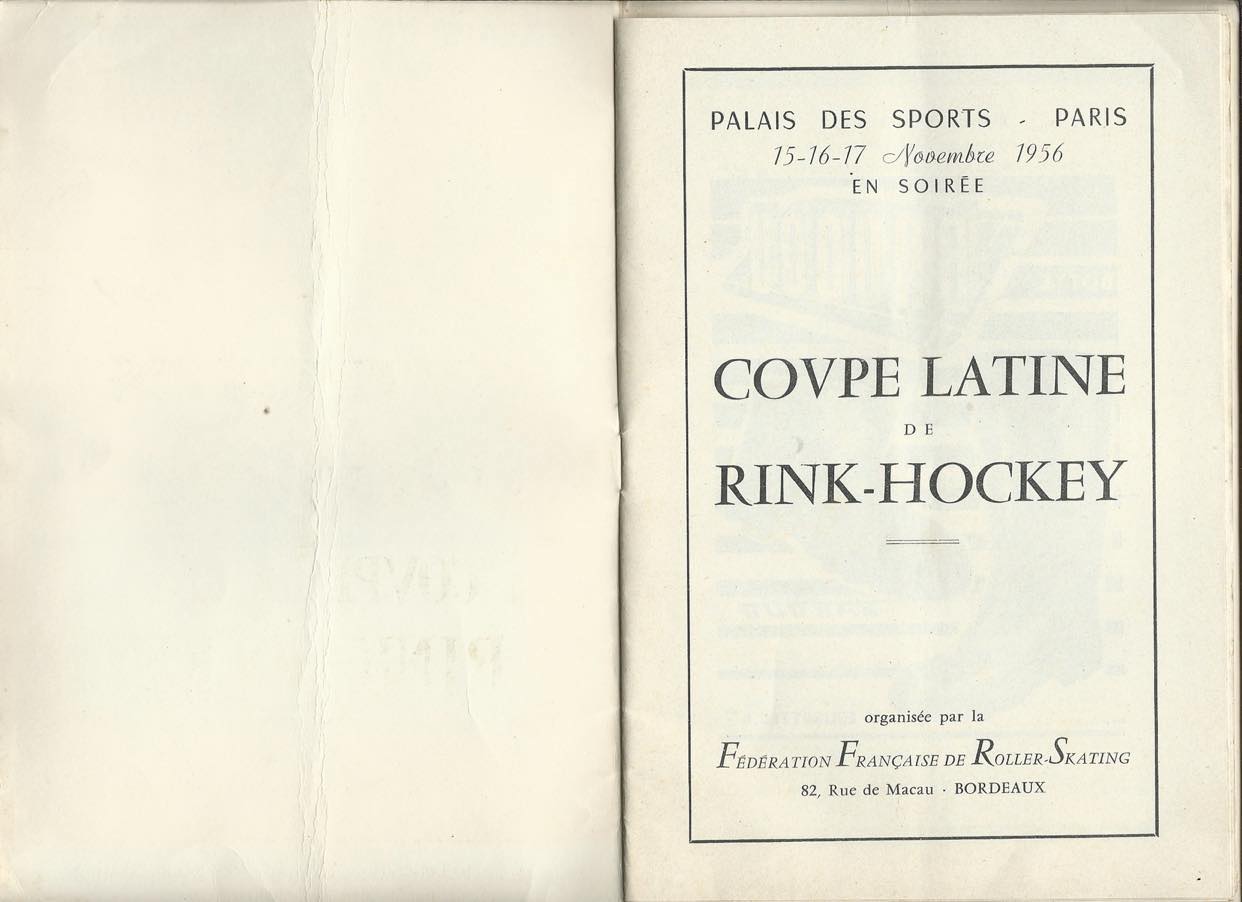 PALAIS DES SPORTS - PARIS
15-16-17 Novembre 1956
EN SOIRÉE
COVPE LATINE
DE
RINK-HOCKEY
organisée par la
FÉDÉRATION FRANÇAISE DE ROLLER-SKATING
82, Rue de Macau · BORDEAUX